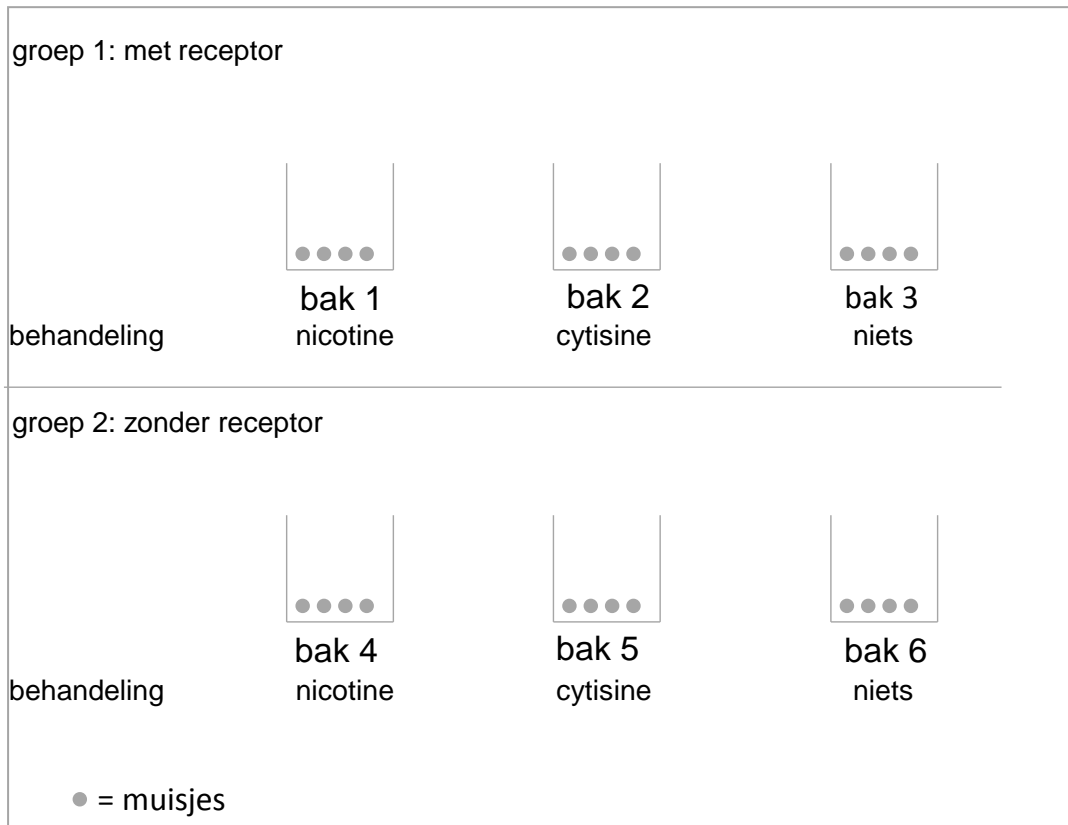 groep 1: met receptor
bak 1 bak 2 bak 3
behandeling nicotine cytisine niets
groep 2: zonder receptor
bak 4 bak 5 bak 6
behandeling nicotine cytisine niets
= muisjes